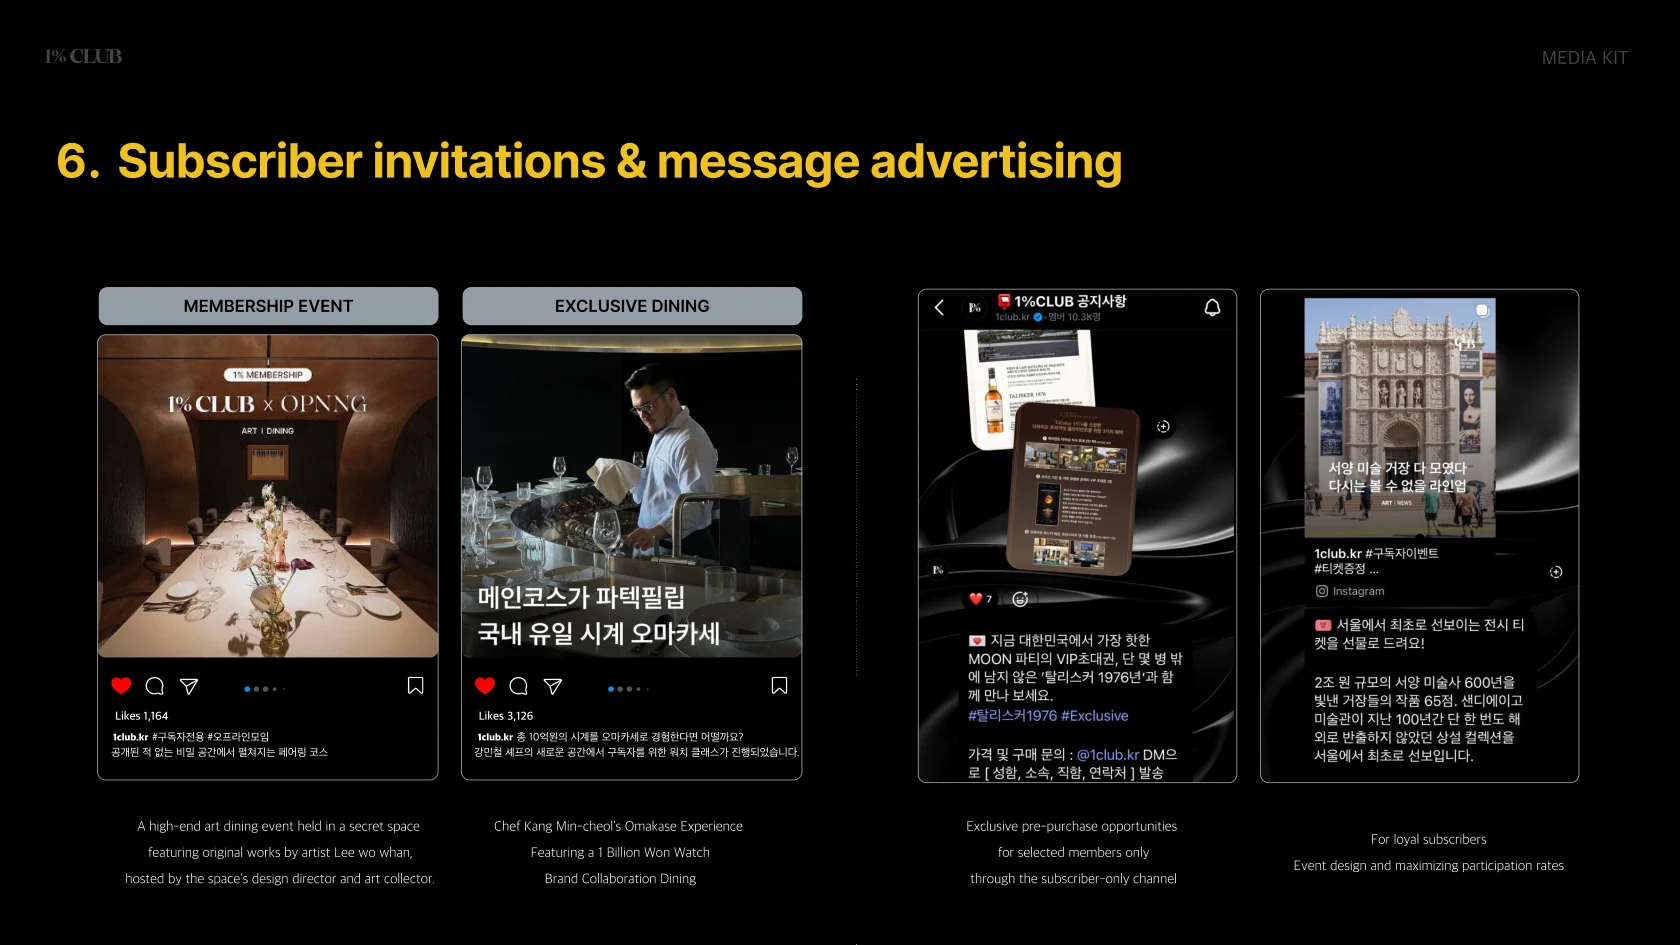 1% CLUB
MEDIA KIT
6. Subscriber invitations & message advertising
MEMBERSHIP EVENT
1% MEMBERSHIP
1% CLUB x OPNNG
ART | DINING
Likes 1,164
1club.kr #구독자전용 #오프라인모임
공개된 적 없는 비밀 공간에서 펼쳐지는 페어링 코스
A high-end art dining event held in a secret space
featuring original works by artist Lee wo whan,
hosted by the space's design director and art collector.
EXCLUSIVE DINING
메인코스가 파텍필립
국내 유일 시계 오마카세
Likes 3,126
1club.kr 총 10억원의 시계를 오마카세로 경험한다면 어떨까요?
강민철 셰프의 새로운 공간에서 구독자를 위한 워치 클래스가 진행되었습니다.
Chef Kang Min-cheol's Omakase Experience
Featuring a 1 Billion Won Watch
Brand Collaboration Dining
1%
1%CLUB 공지사항
1club.kr · 멤버 10.3K명
TALISKER 1976
1%
7
지금 대한민국에서 가장 핫한
MOON 파티의 VIP초대권, 단 몇 병 밖
에 남지 않은 '탈리스커 1976년'과 함
께 만나 보세요.
#탈리스커1976 #Exclusive
가격 및 구매 문의 : @1club.kr DM으
로 [ 성함, 소속, 직함, 연락처 ] 발송
Exclusive pre-purchase opportunities
for selected members only
through the subscriber-only channel
서양 미술 거장 다 모였다
다시는 볼 수 없을 라인업
ART | NEWS
1club.kr #구독자이벤트
#티켓증정 ...
Instagram
서울에서 최초로 선보이는 전시 티
켓을 선물로 드려요!
2조 원 규모의 서양 미술사 600년을
빛낸 거장들의 작품 65점. 샌디에이고
미술관이 지난 100년간 단 한 번도 해
외로 반출하지 않았던 상설 컬렉션을
서울에서 최초로 선보입니다.
For loyal subscribers
Event design and maximizing participation rates